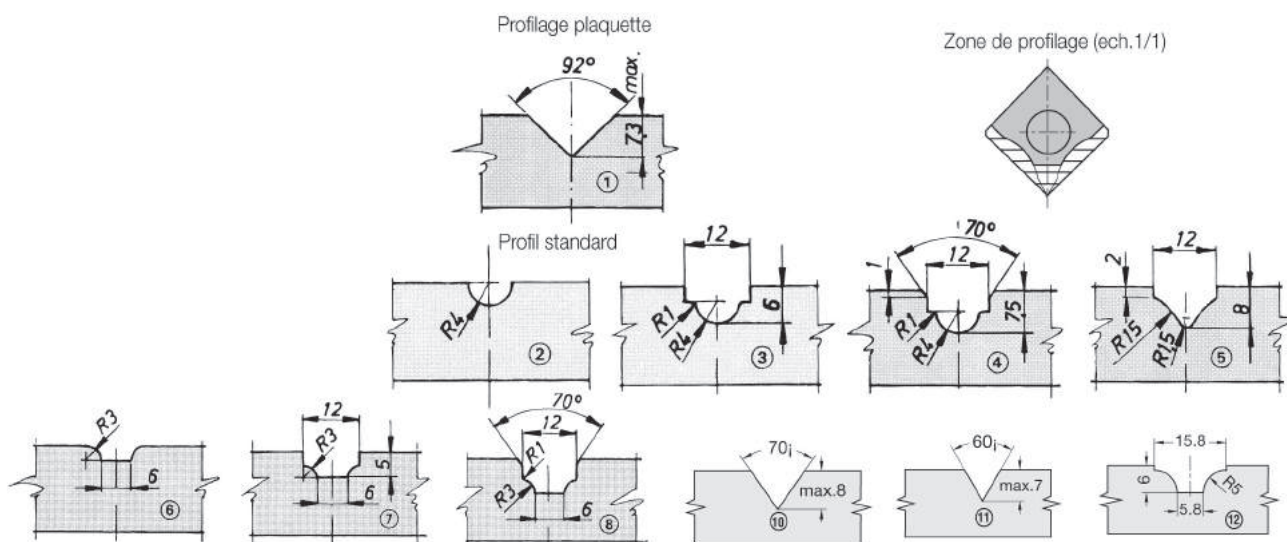 Profilage plaquette
Zone de profilage (ech.1/1)
92°
max.
7,3
①
Profil standard
R4
②
12
R1
R4
6
③
70°
1
12
R1
R4
7,5
④
2
12
R15
R1,5
8
⑤
R3
6
⑥
12
R3
5
6
⑦
70°
12
R1
R3
6
⑧
70¡
max.8
⑩
60¡
max.7
⑪
15.8
6
R5
5.8
⑫